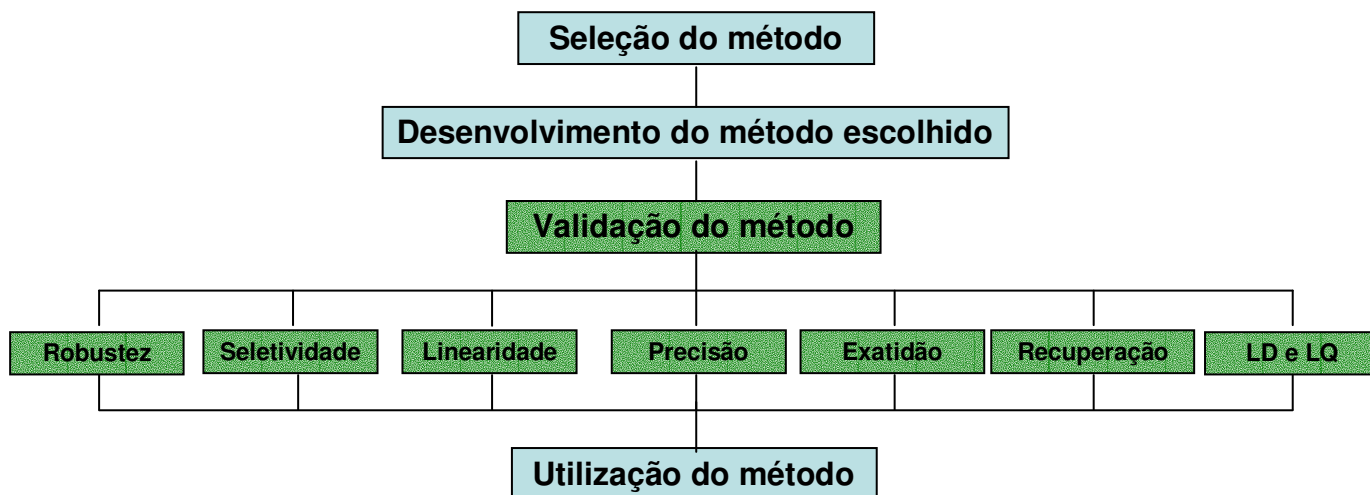 Seleção do método
Desenvolvimento do método escolhido
Validação do método
Robustez
Seletividade
Linearidade
Precisão
Exatidão
Recuperação
LD e LQ
Utilização do método